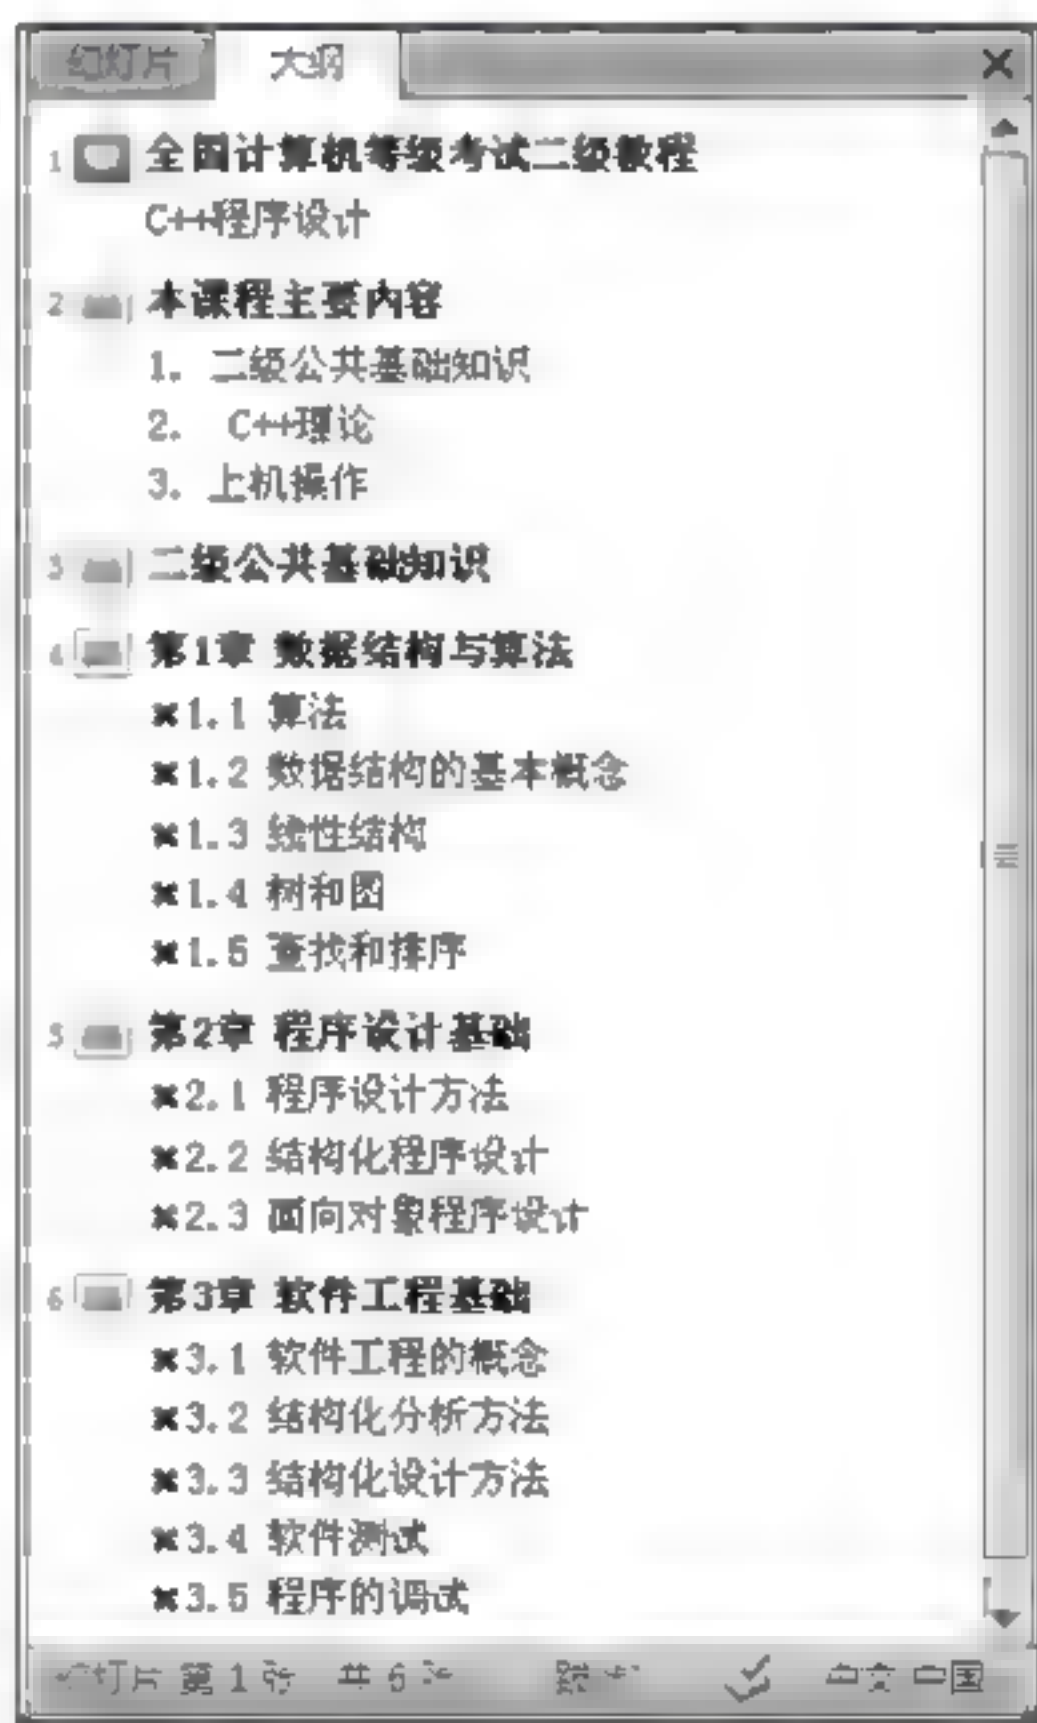 幻灯片 大纲
1 全国计算机等级考试二级教程
C++程序设计
2 本课程主要内容
1. 二级公共基础知识
2. C++理论
3. 上机操作
3 二级公共基础知识
4 第1章 数据结构与算法
1.1 算法
1.2 数据结构的基本概念
1.3 线性结构
1.4 树和图
1.5 查找和排序
5 第2章 程序设计基础
2.1 程序设计方法
2.2 结构化程序设计
2.3 面向对象程序设计
6 第3章 软件工程基础
3.1 软件工程的概念
3.2 结构化分析方法
3.3 结构化设计方法
3.4 软件测试
3.5 程序的调试
幻灯片 第 1 张 共 6 张 中文 中国